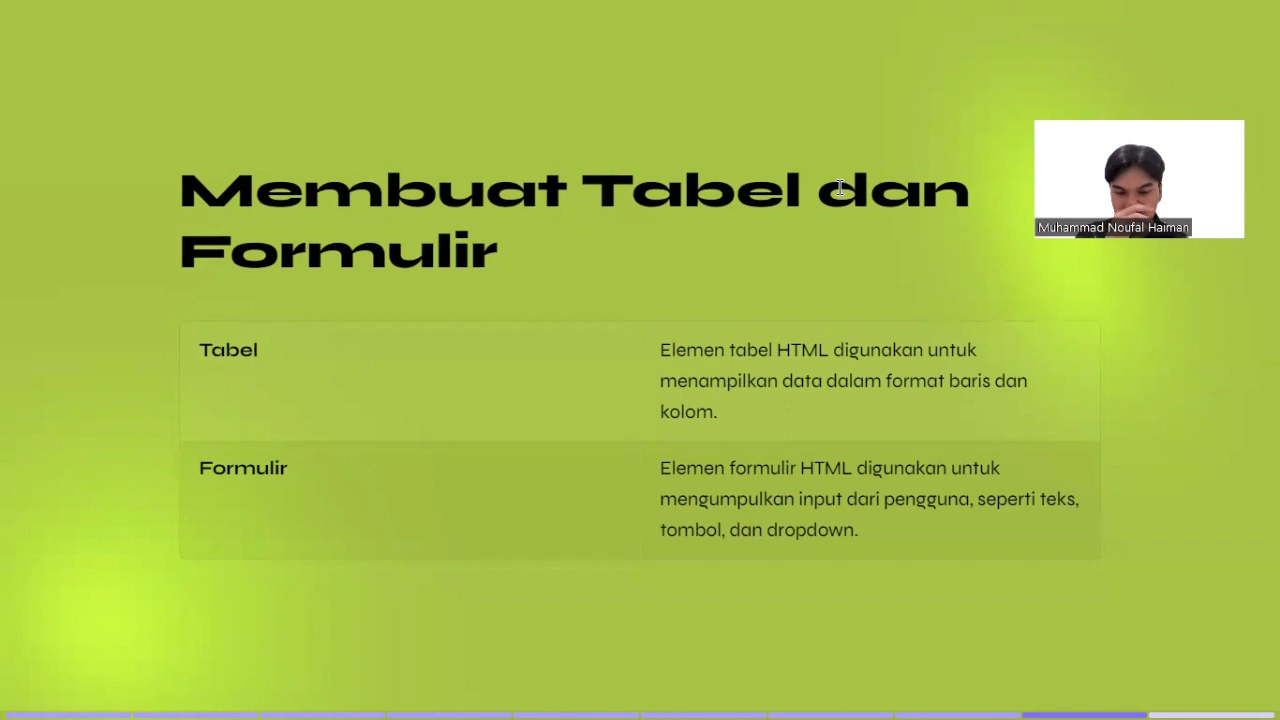 Membuat Tabel dan
Formulir
Muhammad Noufal Haiman
Tabel
Elemen tabel HTML digunakan untuk
menampilkan data dalam format baris dan
kolom.
Formulir
Elemen formulir HTML digunakan untuk
mengumpulkan input dari pengguna, seperti teks,
tombol, dan dropdown.